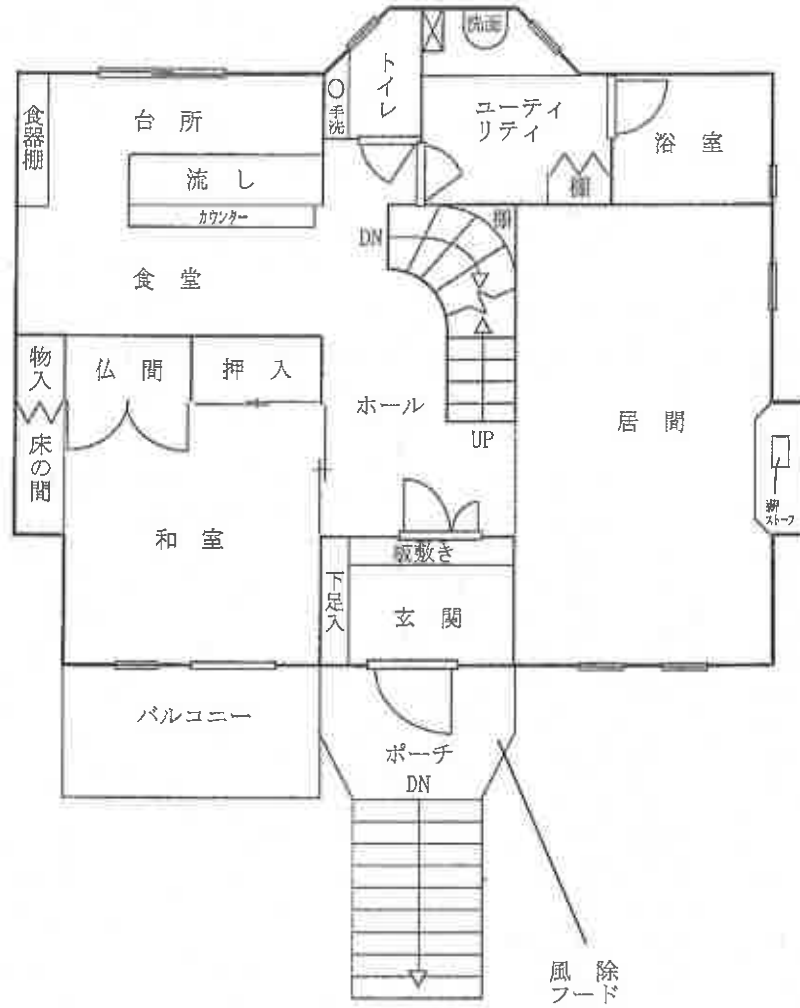 洗面
トイレ
手洗
ユーティ
リティ
浴室
棚
食器棚
台所
流し
カウンター
食堂
DN
棚
物入
仏間
押入
ホール
居間
UP
床の間
和室
板敷き
下足入
玄関
ストーブ
バルコニー
ポーチ
DN
風除
フード